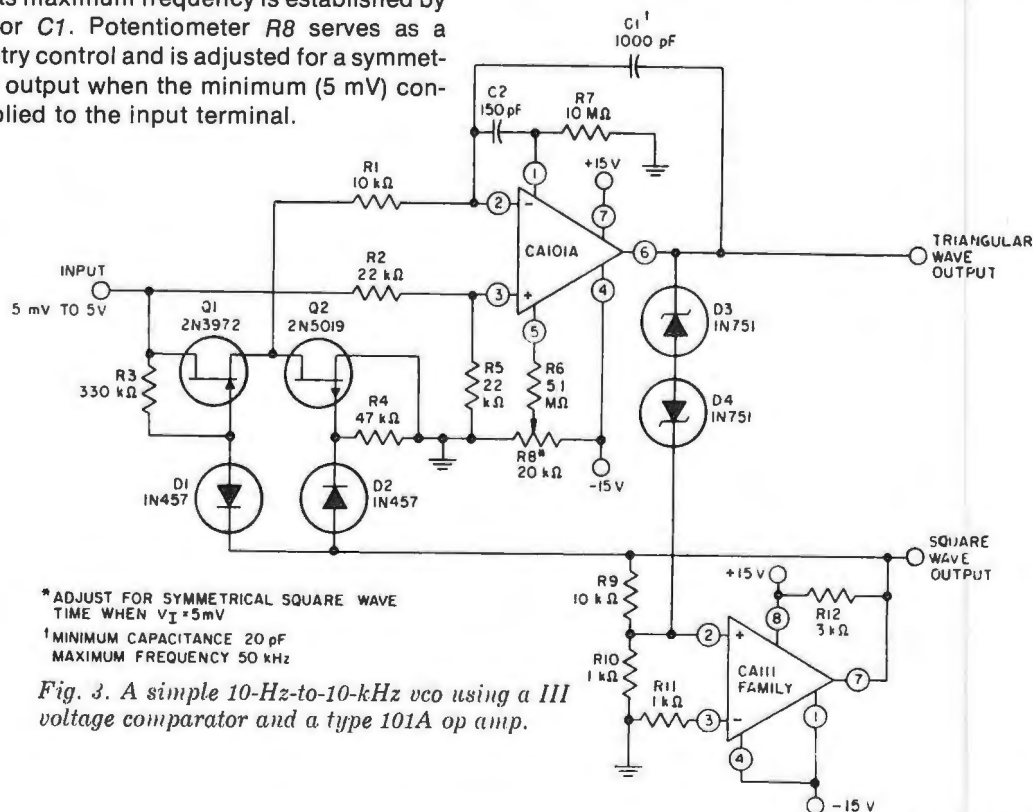 ts maximum frequency is established by
or C1. Potentiometer R8 serves as a
try control and is adjusted for a symmet-
output when the minimum (5 mV) con-
plied to the input terminal.
C1†
1000 pF
C2
150 pF
R7
10 MΩ
+15 V
R1
10 kΩ
1
7
2
-
CA101A
6
TRIANGULAR
WAVE
OUTPUT
INPUT
5 mV TO 5V
R2
22 kΩ
3
+
4
5
Q1
2N3972
Q2
2N5019
D3
1N751
R3
330 kΩ
R4
47 kΩ
R5
22
kΩ
R6
5.1
MΩ
D4
1N751
R8*
20 kΩ
-15 V
D1
1N457
D2
1N457
SQUARE
WAVE
OUTPUT
R9
10 kΩ
+15 V
R12
3 kΩ
8
2
+
CA111
FAMILY
7
R10
1 kΩ
R11
1 kΩ
3
-
1
4
-15 V
*ADJUST FOR SYMMETRICAL SQUARE WAVE
TIME WHEN VI=5mV
†MINIMUM CAPACITANCE 20 pF
MAXIMUM FREQUENCY 50 kHz
Fig. 3. A simple 10-Hz-to-10-kHz vco using a III
voltage comparator and a type 101A op amp.